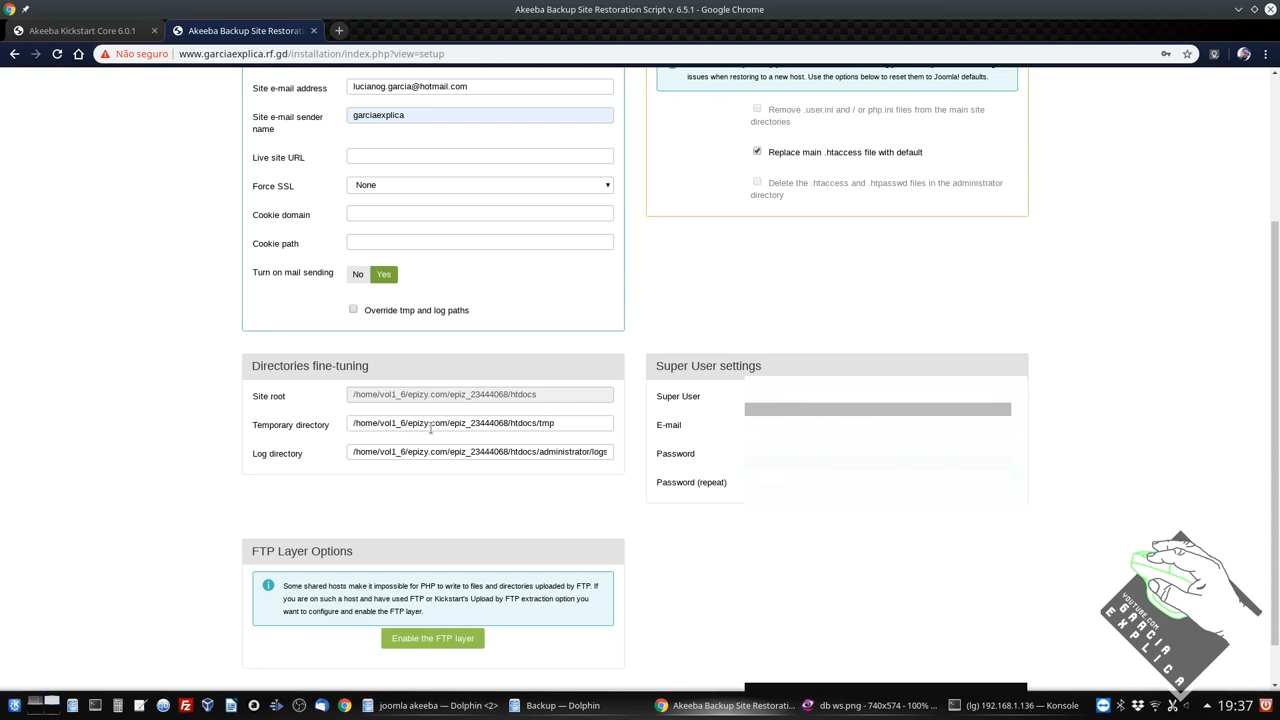 Akeeba Backup Site Restoration Script v. 6.5.1 - Google Chrome
Akeeba Kickstart Core 6.0.1
Akeeba Backup Site Restorati
Não seguro
www.garciaexplica.rf.gd/installation/index.php?view=setup
Site e-mail address
lucianog.garcia@hotmail.com
Site e-mail sender name
garciaexplica
Live site URL
Force SSL
None
Cookie domain
Cookie path
Turn on mail sending
No
Yes
Override tmp and log paths
issues when restoring to a new host. Use the options below to reset them to Joomla! defaults.
Remove .user.ini and / or php.ini files from the main site
directories
Replace main .htaccess file with default
Delete the .htaccess and .htpasswd files in the administrator
directory
Directories fine-tuning
Site root
/home/vol1_6/epizy.com/epiz_23444068/htdocs
Temporary directory
/home/vol1_6/epizy.com/epiz_23444068/htdocs/tmp
Log directory
/home/vol1_6/epizy.com/epiz_23444068/htdocs/administrator/logs
Super User settings
Super User
E-mail
Password
Password (repeat)
FTP Layer Options
Some shared hosts make it impossible for PHP to write to files and directories uploaded by FTP. If
you are on such a host and have used FTP or Kickstart's Upload by FTP extraction option you
want to configure and enable the FTP layer.
Enable the FTP layer
YOUTUBE.COM
GARCIA
EXPLICA
joomla akeeba — Dolphin <2>
Backup — Dolphin
Akeeba Backup Site Restorati...
db ws.png - 740x574 - 100% ...
(lg) 192.168.1.136 — Konsole
19:37